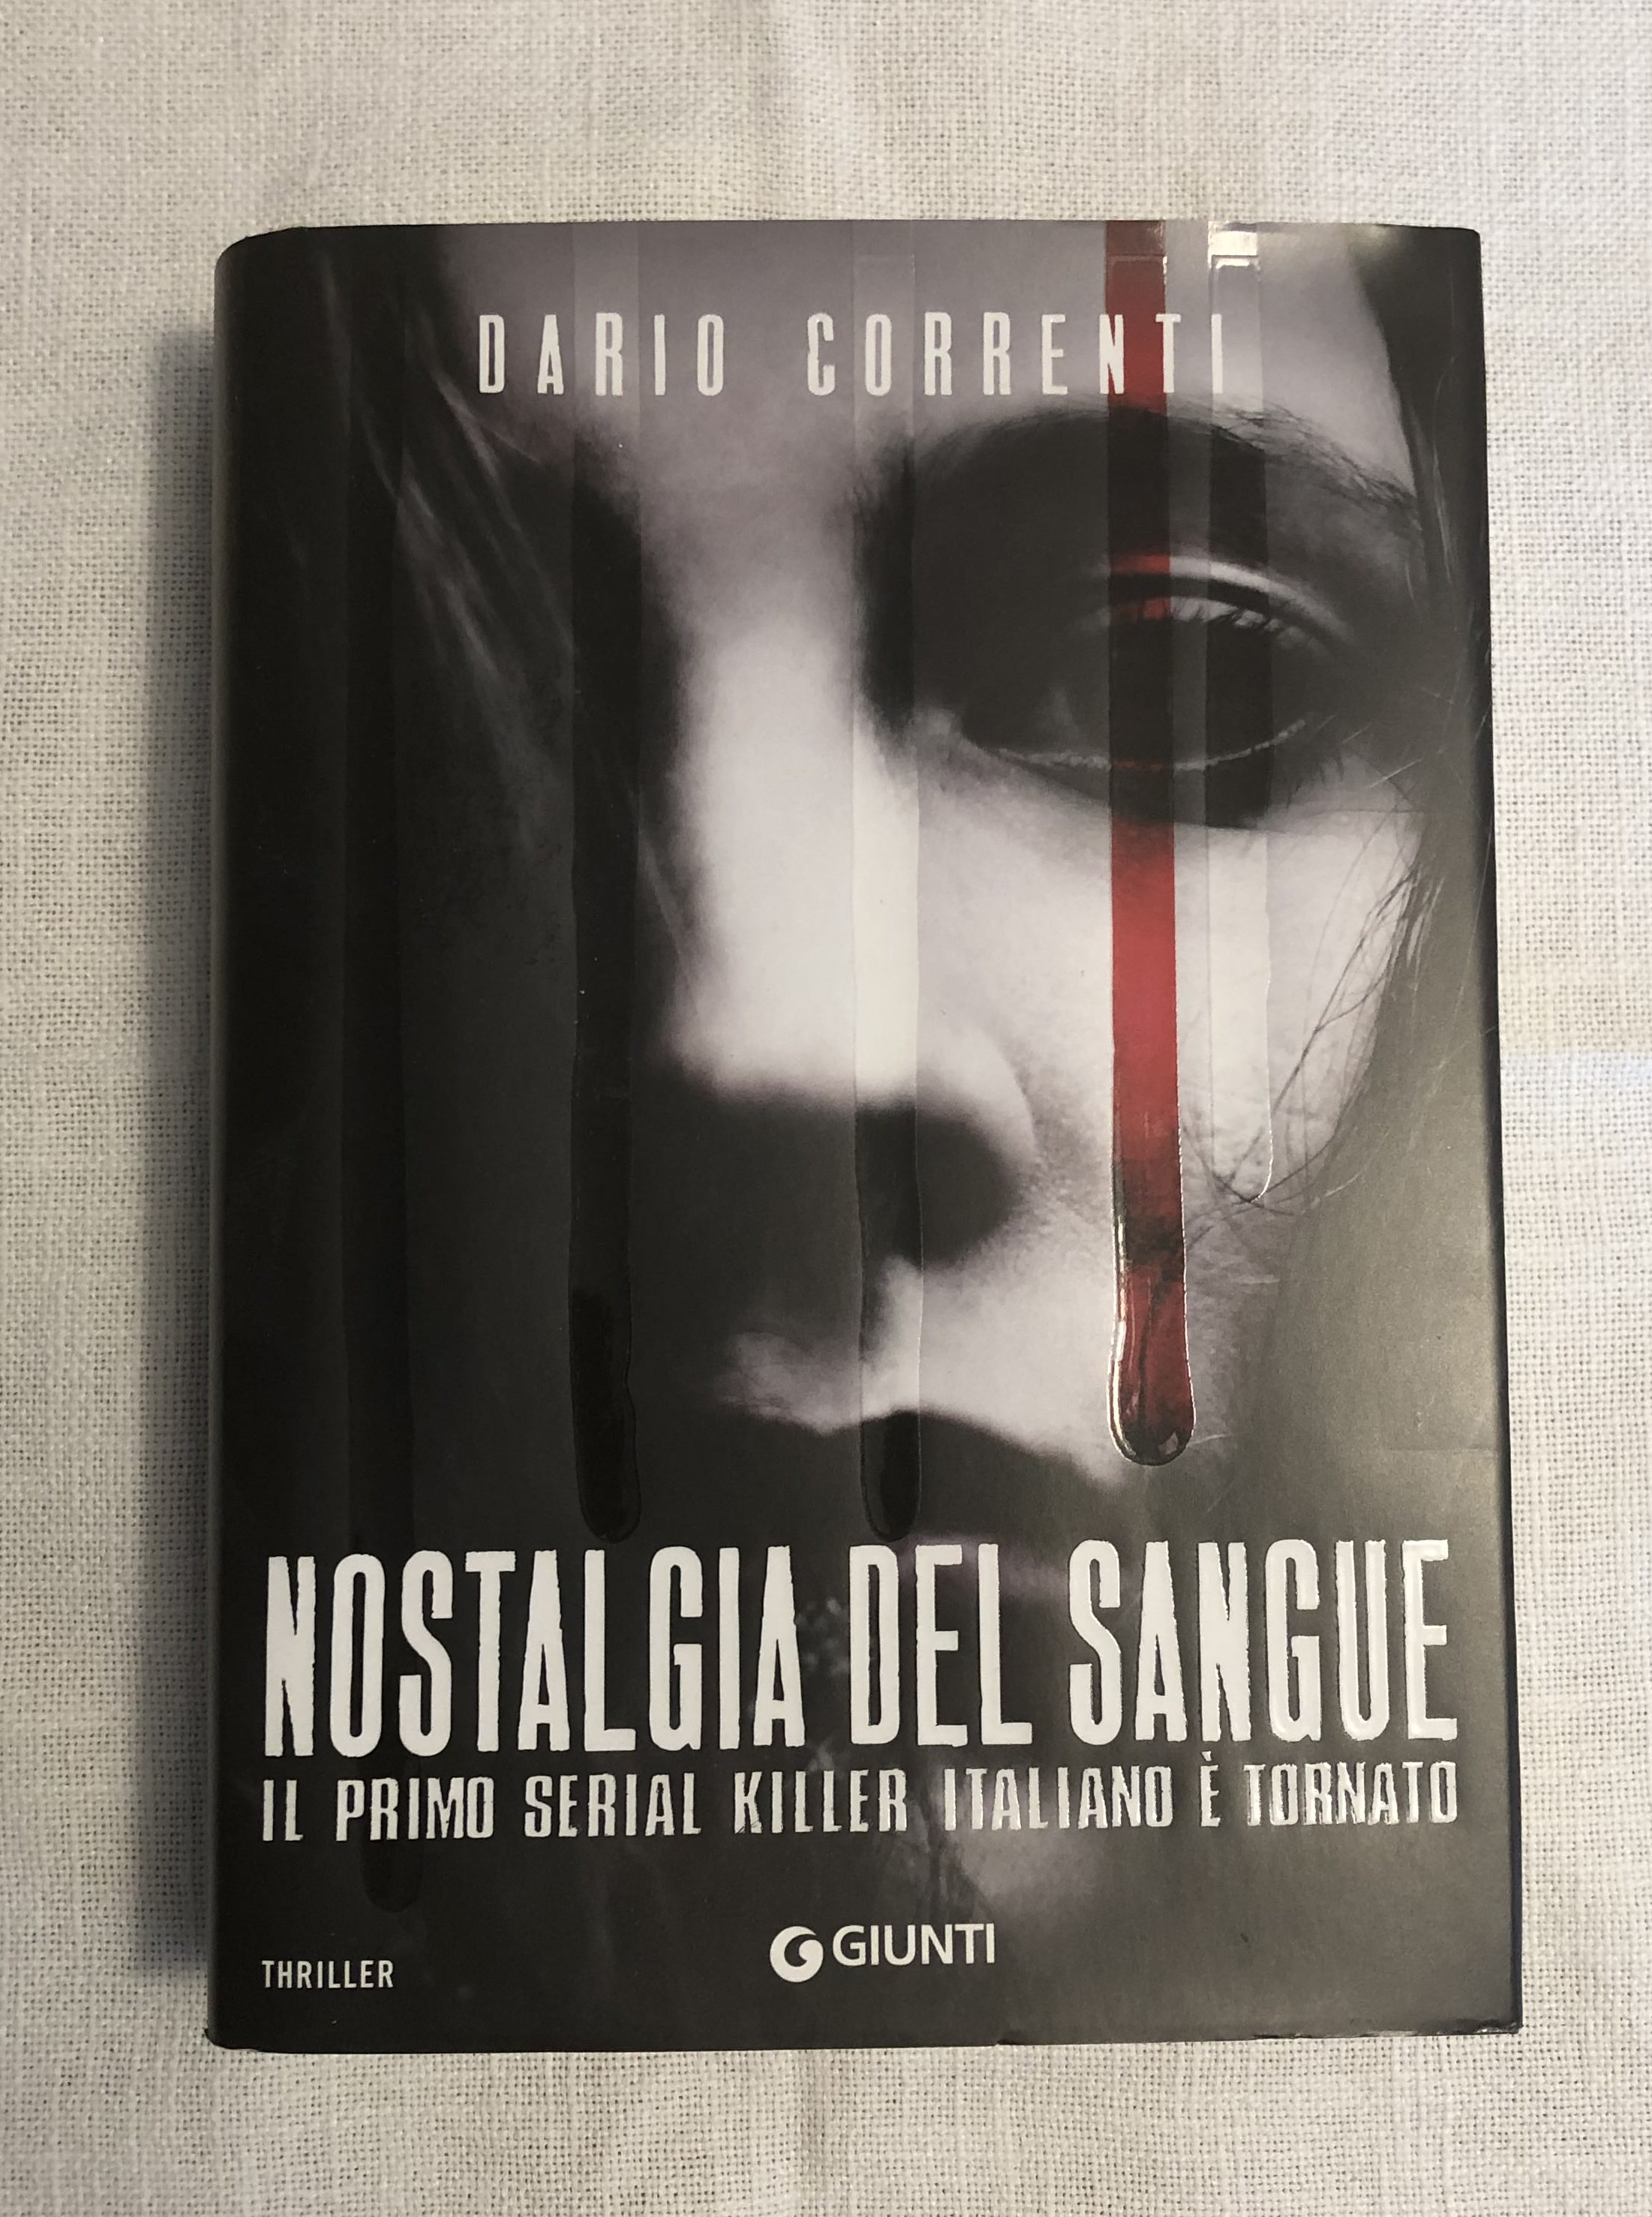 DARIO CORRENTI
NOSTALGIA DEL SANGUE
IL PRIMO SERIAL KILLER ITALIANO È TORNATO
GIUNTI
THRILLER